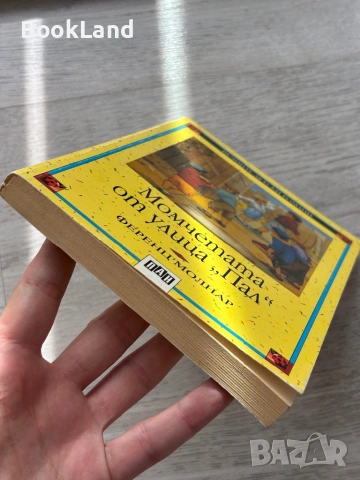 BookLand
Момчетата
от улица „Пал“
ФЕРЕНЦ МОЛНАР
ПАН
BAZAR